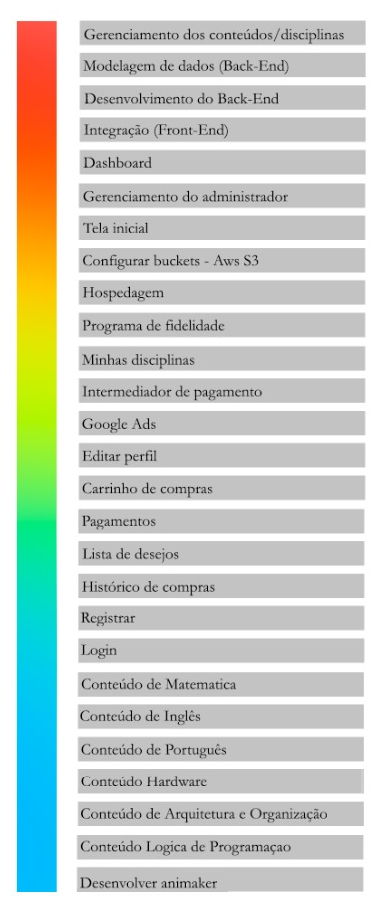 Gerenciamento dos conteúdos/disciplinas
Modelagem de dados (Back-End)
Desenvolvimento do Back-End
Integração (Front-End)
Dashboard
Gerenciamento do administrador
Tela inicial
Configurar buckets - Aws S3
Hospedagem
Programa de fidelidade
Minhas disciplinas
Intermediador de pagamento
Google Ads
Editar perfil
Carrinho de compras
Pagamentos
Lista de desejos
Histórico de compras
Registrar
Login
Conteúdo de Matematica
Conteúdo de Inglês
Conteúdo de Português
Conteúdo Hardware
Conteúdo de Arquitetura e Organização
Conteúdo Logica de Programaçao
Desenvolver animaker